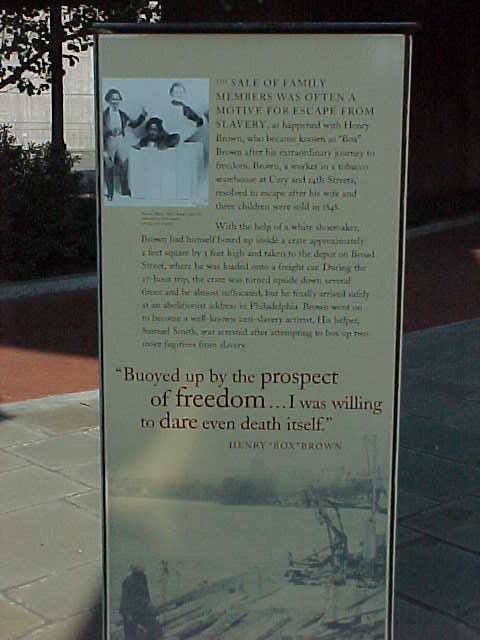 THE SALE OF FAMILY
MEMBERS WAS OFTEN A
MOTIVE FOR ESCAPE FROM
SLAVERY, as happened with Henry
Brown, who became known as "Box"
Brown after his extraordinary journey to
freedom. Brown, a worker in a tobacco
warehouse at Cary and 14th Streets,
resolved to escape after his wife and
three children were sold in 1848.
With the help of a white shoemaker,
Brown had himself boxed up inside a crate approximately
2 feet square by 3 feet high and taken to the depot on Broad
Street, where he was loaded onto a freight car. During the
27-hour trip, the crate was turned upside down several
times and he almost suffocated, but he finally arrived safely
at an abolitionist address in Philadelphia. Brown went on
to become a well-known anti-slavery activist. His helper,
Samuel Smith, was arrested after attempting to box up two
more fugitives from slavery.
"Buoyed up by the prospect
of freedom...I was willing
to dare even death itself."
HENRY "BOX" BROWN